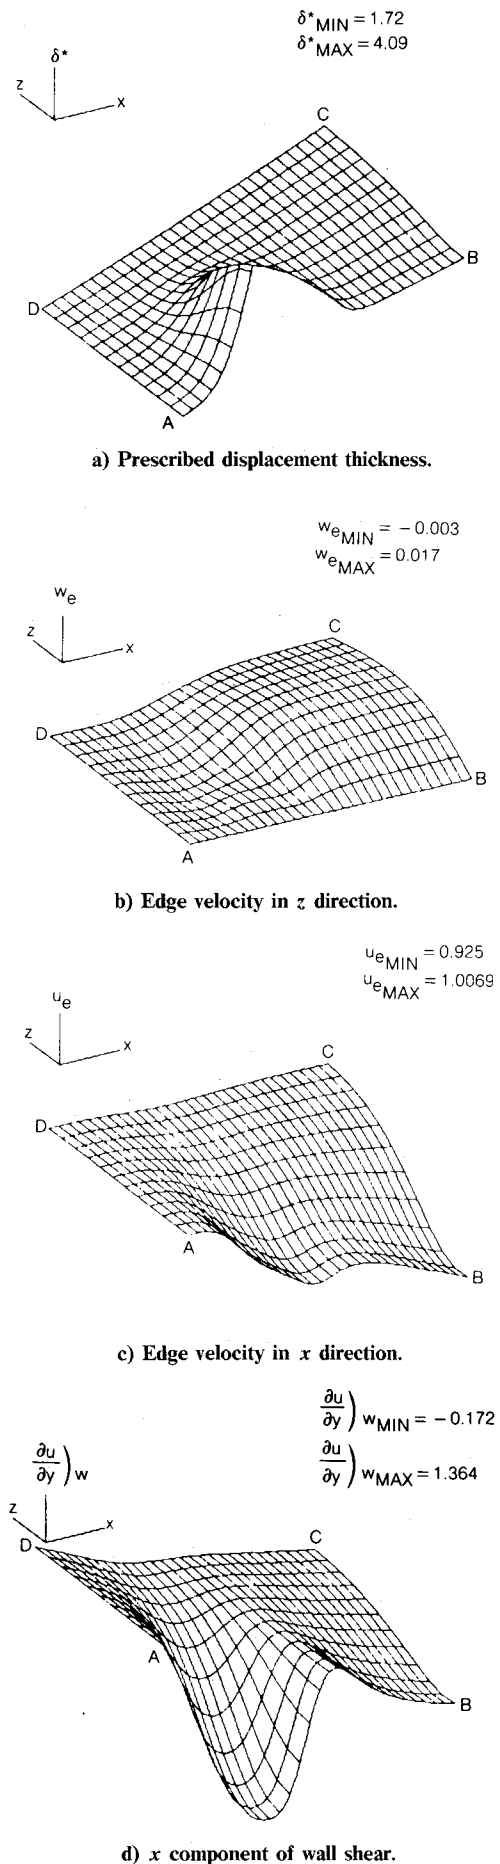 δ*MIN = 1.72
δ*MAX = 4.09
δ*
z
x
C
B
D
A
a) Prescribed displacement thickness.
weMIN = − 0.003
weMAX = 0.017
we
z
x
C
D
B
A
b) Edge velocity in z direction.
ueMIN = 0.925
ueMAX = 1.0069
ue
z
x
C
D
A
B
c) Edge velocity in x direction.
∂u/∂y)wMIN = − 0.172
∂u/∂y)wMAX = 1.364
∂u/∂y)w
z
x
D
C
A
B
d) x component of wall shear.